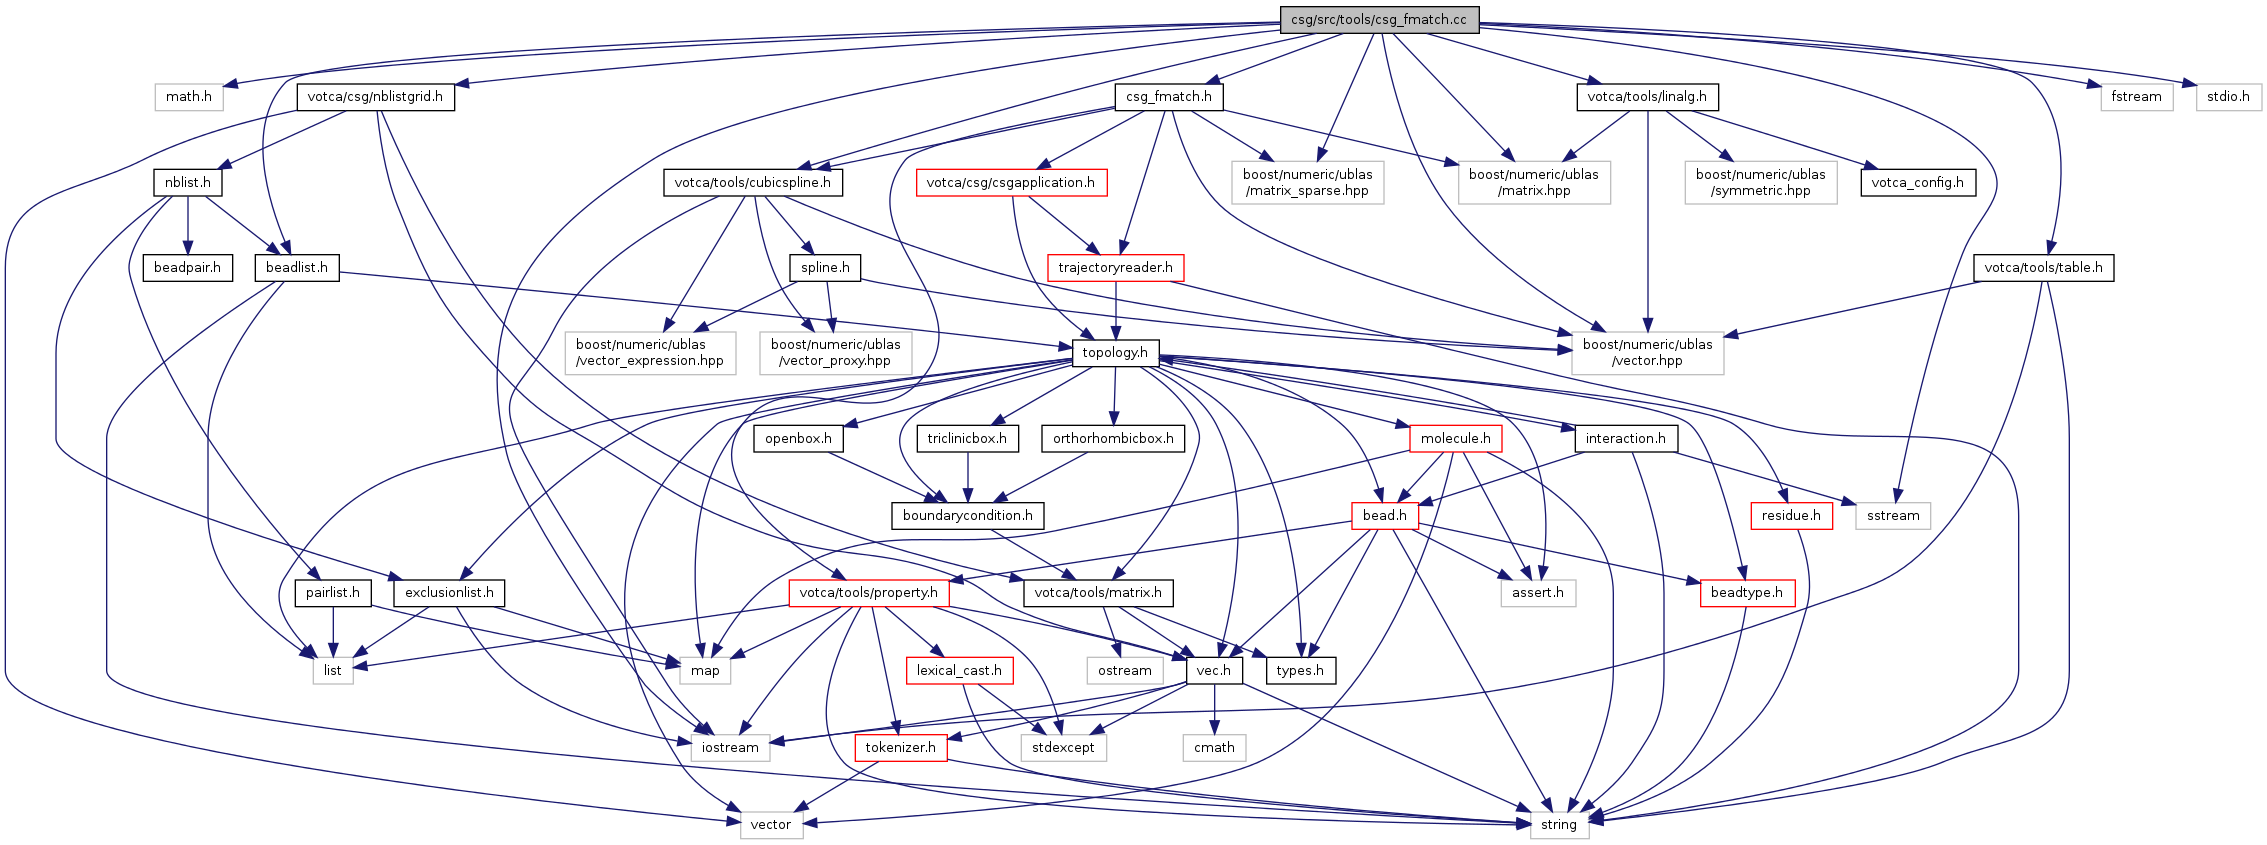 csg/src/tools/csg_fmatch.cc
math.h
votca/csg/nblistgrid.h
csg_fmatch.h
votca/tools/linalg.h
fstream
stdio.h
nblist.h
votca/tools/cubicspline.h
votca/csg/csgapplication.h
boost/numeric/ublas
/matrix_sparse.hpp
boost/numeric/ublas
/matrix.hpp
boost/numeric/ublas
/symmetric.hpp
votca_config.h
beadpair.h
beadlist.h
spline.h
trajectoryreader.h
votca/tools/table.h
boost/numeric/ublas
/vector_expression.hpp
boost/numeric/ublas
/vector_proxy.hpp
topology.h
boost/numeric/ublas
/vector.hpp
openbox.h
triclinicbox.h
orthorhombicbox.h
molecule.h
interaction.h
boundarycondition.h
bead.h
residue.h
sstream
pairlist.h
exclusionlist.h
votca/tools/property.h
votca/tools/matrix.h
assert.h
beadtype.h
list
map
lexical_cast.h
ostream
vec.h
types.h
iostream
tokenizer.h
stdexcept
cmath
vector
string